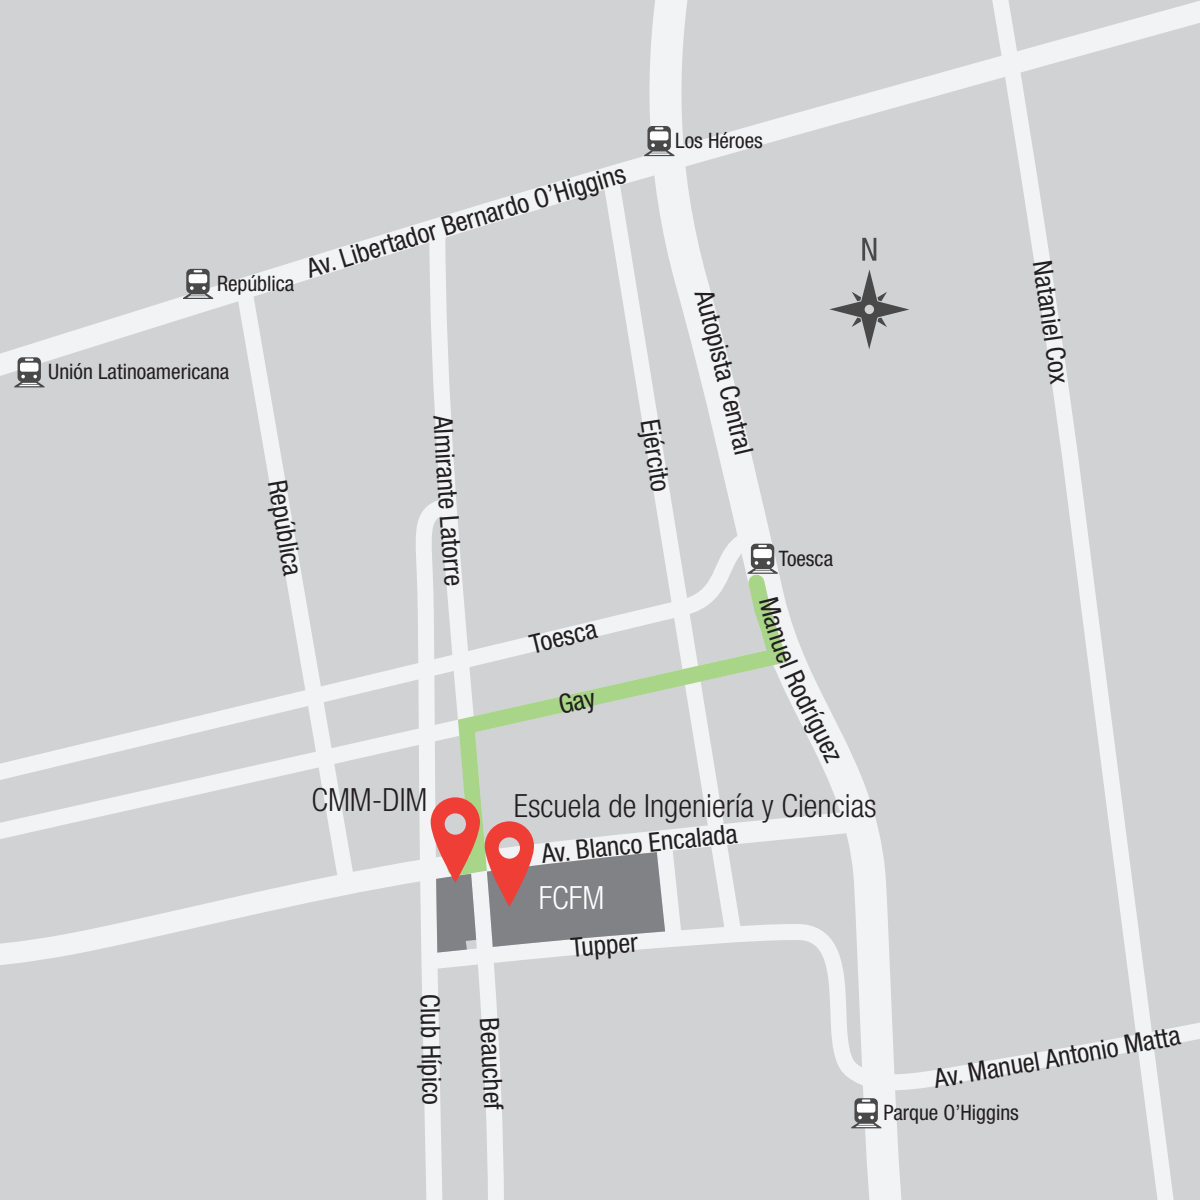 Los Héroes
Av. Libertador Bernardo O’Higgins
N
República
Unión Latinoamericana
Nataniel Cox
Autopista Central
Almirante Latorre
Ejército
República
Toesca
Toesca
Manuel Rodríguez
Gay
CMM-DIM
Escuela de Ingeniería y Ciencias
Av. Blanco Encalada
FCFM
Tupper
Club Hípico
Beauchef
Av. Manuel Antonio Matta
Parque O’Higgins